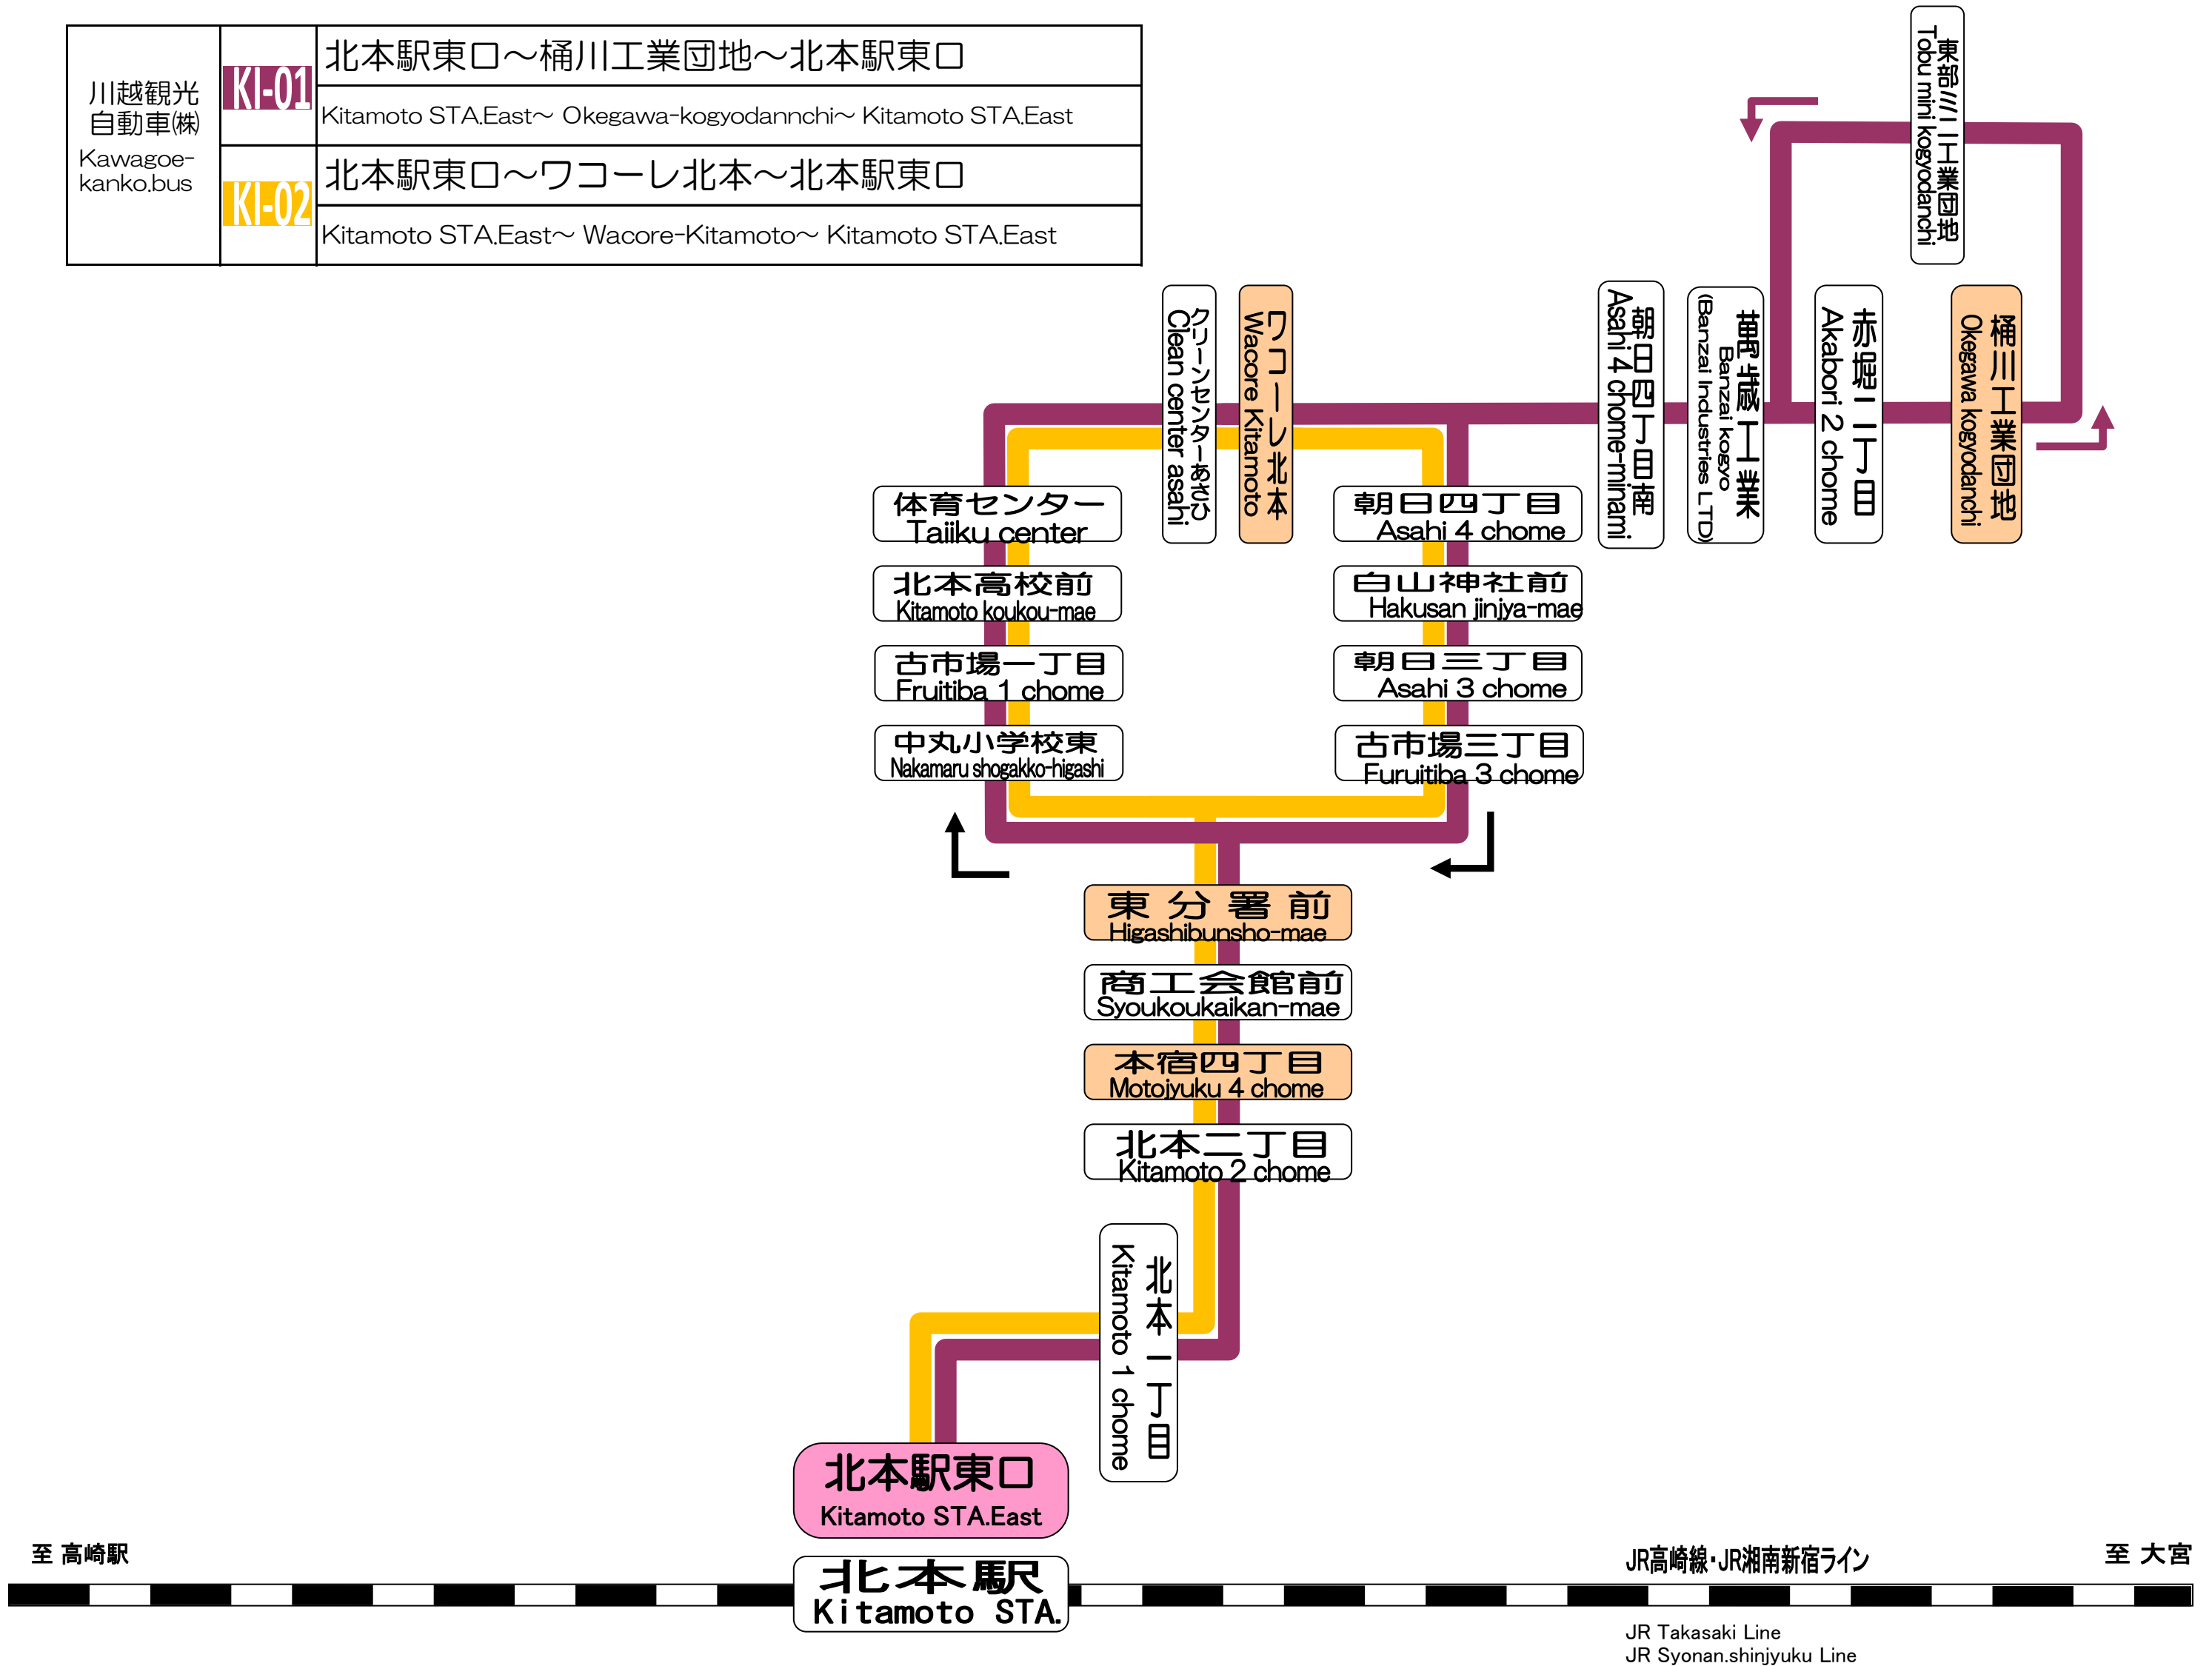 川越観光
自動車㈱
Kawagoe-
kanko.bus
KI-01
北本駅東口～桶川工業団地～北本駅東口
Kitamoto STA.East～ Okegawa-kogyodannchi～ Kitamoto STA.East
KI-02
北本駅東口～ワコーレ北本～北本駅東口
Kitamoto STA.East～ Wacore-Kitamoto～ Kitamoto STA.East
東部ミニ工業団地
Tobu mini kogyodanchi
クリーンセンターあさひ
Clean center asahi
ワコーレ北本
Wacore Kitamoto
朝日四丁目南
Asahi 4 chome-minami
萬歳工業
Banzai kogyo
(Banzai Industries LTD)
赤堀二丁目
Akabori 2 chome
桶川工業団地
Okegawa kogyodanchi
体育センター
Taiiku center
朝日四丁目
Asahi 4 chome
北本高校前
Kitamoto koukou-mae
白山神社前
Hakusan jinjya-mae
古市場一丁目
Fruitiba 1 chome
朝日三丁目
Asahi 3 chome
中丸小学校東
Nakamaru shogakko-higashi
古市場三丁目
Furuitiba 3 chome
東分署前
Higashibunsho-mae
商工会館前
Syoukoukaikan-mae
本宿四丁目
Motojyuku 4 chome
北本二丁目
Kitamoto 2 chome
北本一丁目
Kitamoto 1 chome
北本駅東口
Kitamoto STA.East
至 高崎駅
北本駅
Kitamoto STA.
JR高崎線・JR湘南新宿ライン
至 大宮
JR Takasaki Line
JR Syonan.shinjyuku Line